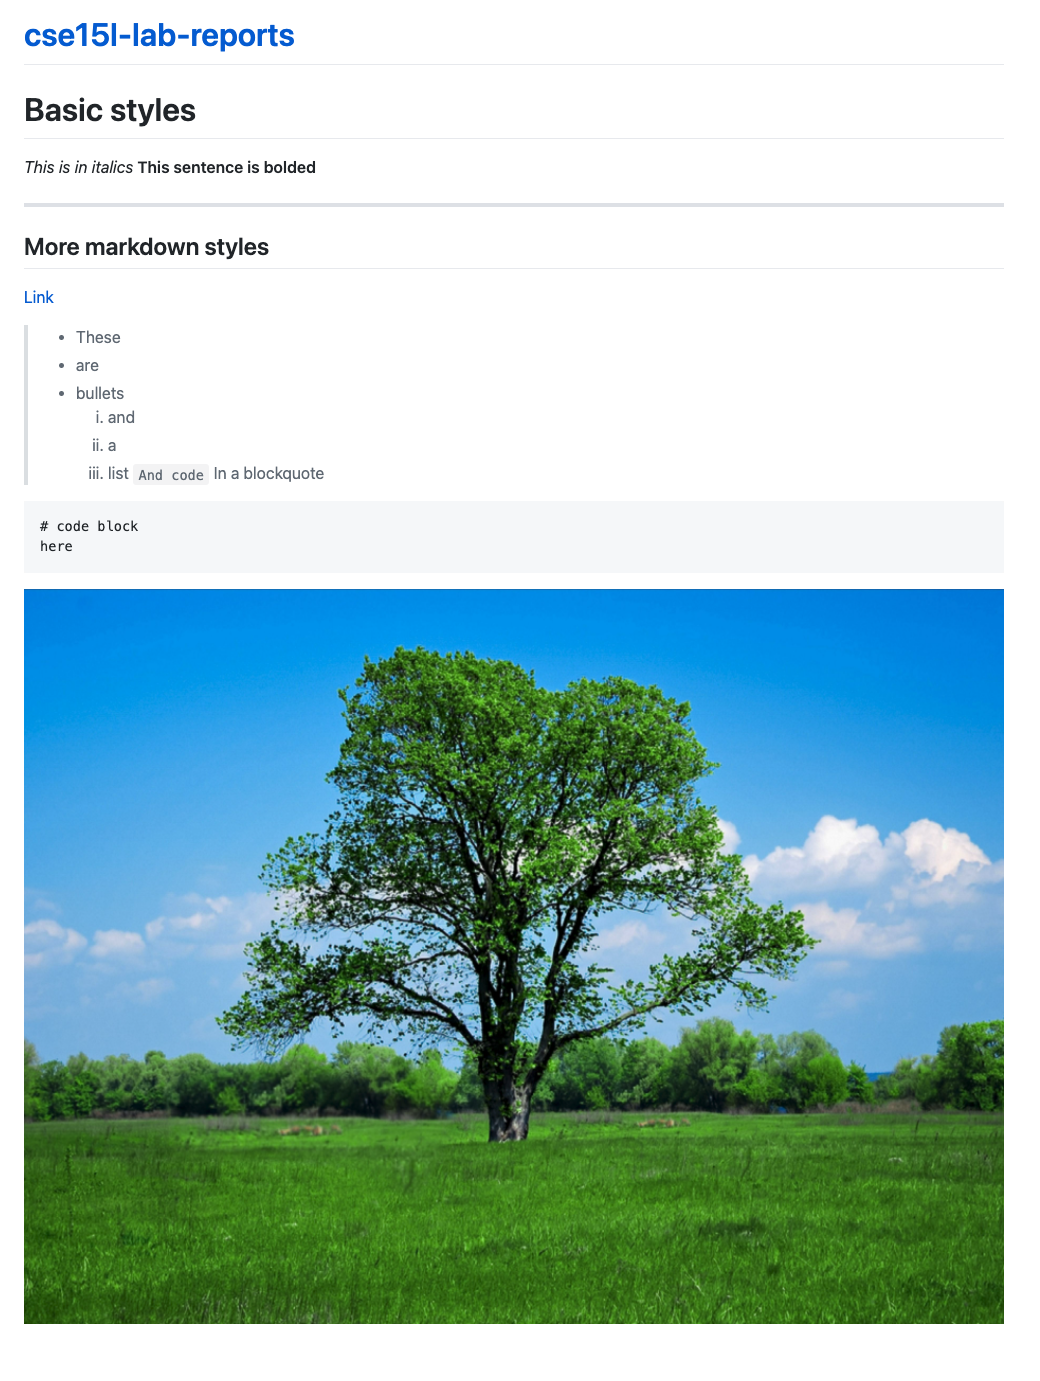 cse15l-lab-reports
Basic styles
This is in italics This sentence is bolded
More markdown styles
Link
• These
• are
• bullets
i. and
ii. a
iii. list And code In a blockquote
# code block
here